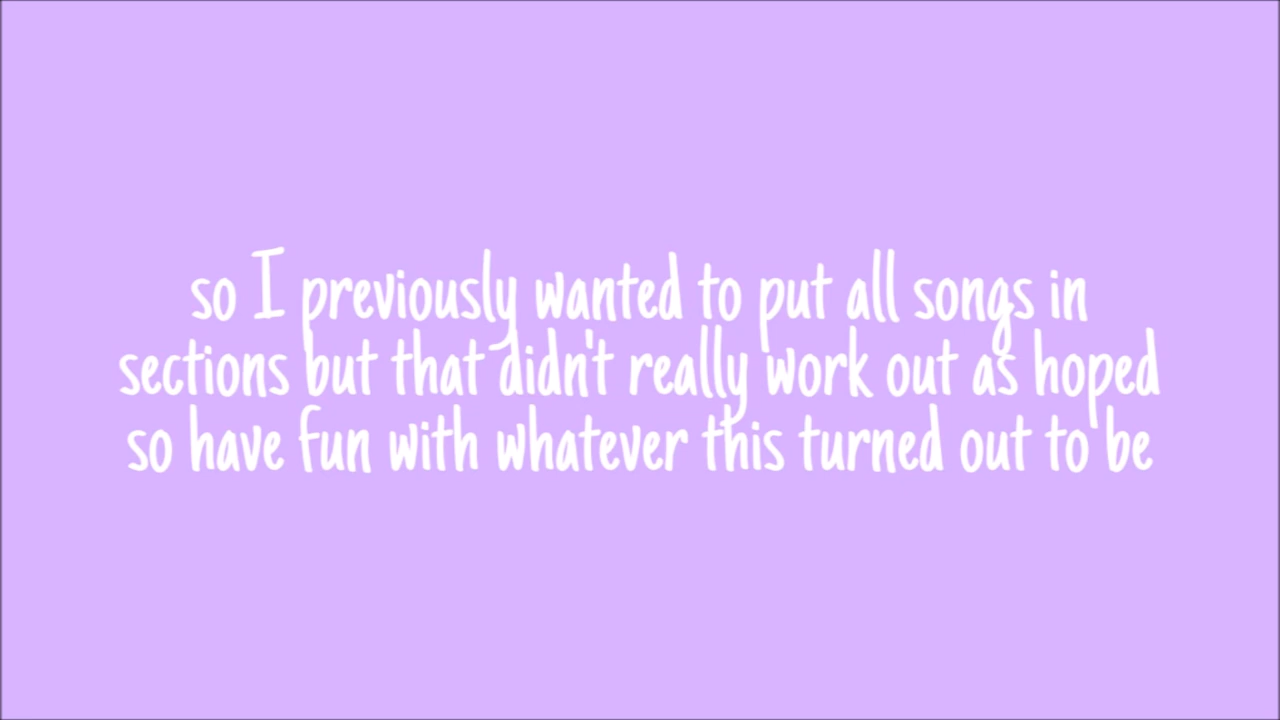 so I previously wanted to put all songs in
sections but that didn't really work out as hoped
so have fun with whatever this turned out to be